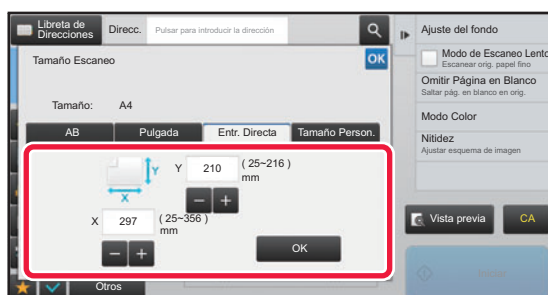 Libreta de
Direcciones
Direcc.
Pulsar para introducir la dirección
Tamaño Escaneo
OK
Tamaño: A4
AB
Pulgada
Entr. Directa
Tamaño Person.
Y
Y 210 (25~216)
mm
X
X 297 (25~356)
mm
OK
Otros
Ajuste del fondo
Modo de Escaneo Lento
Escanear orig. papel fino
Omitir Página en Blanco
Saltar pág. en blanco en orig.
Modo Color
Nitidez
Ajustar esquema de imagen
Vista previa
CA